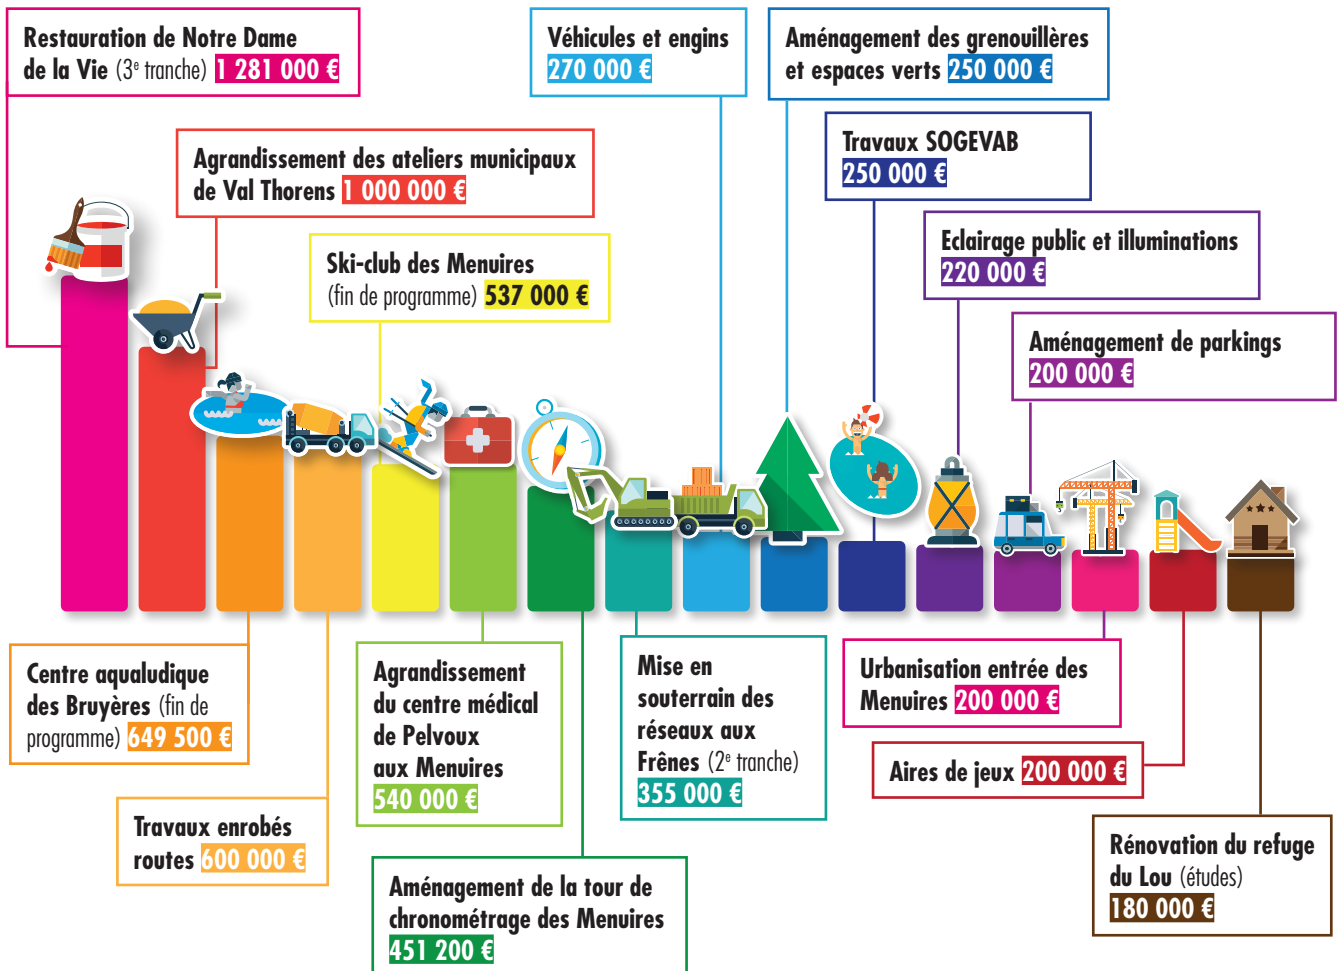 Restauration de Notre Dame
de la Vie (3e tranche) 1 281 000 €
Véhicules et engins
270 000 €
Aménagement des grenouillères
et espaces verts 250 000 €
Agrandissement des ateliers municipaux
de Val Thorens 1 000 000 €
Travaux SOGEVAB
250 000 €
Ski-club des Menuires
(fin de programme) 537 000 €
Eclairage public et illuminations
220 000 €
Aménagement de parkings
200 000 €
Centre aqualudique
des Bruyères (fin de
programme) 649 500 €
Travaux enrobés
routes 600 000 €
Agrandissement
du centre médical
de Pelvoux
aux Menuires
540 000 €
Aménagement de la tour de
chronométrage des Menuires
451 200 €
Mise en
souterrain des
réseaux aux
Frênes (2e tranche)
355 000 €
Urbanisation entrée des
Menuires 200 000 €
Aires de jeux 200 000 €
Rénovation du refuge
du Lou (études)
180 000 €